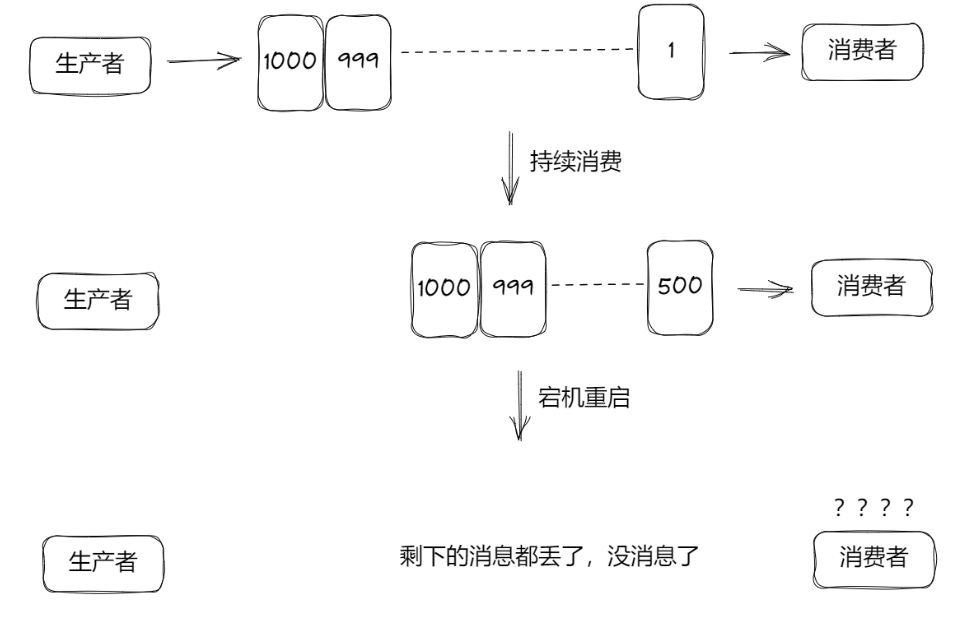 生产者
1000 999 1
消费者
持续消费
生产者
1000 999 500
消费者
宕机重启
????
生产者
剩下的消息都丢了，没消息了
消费者